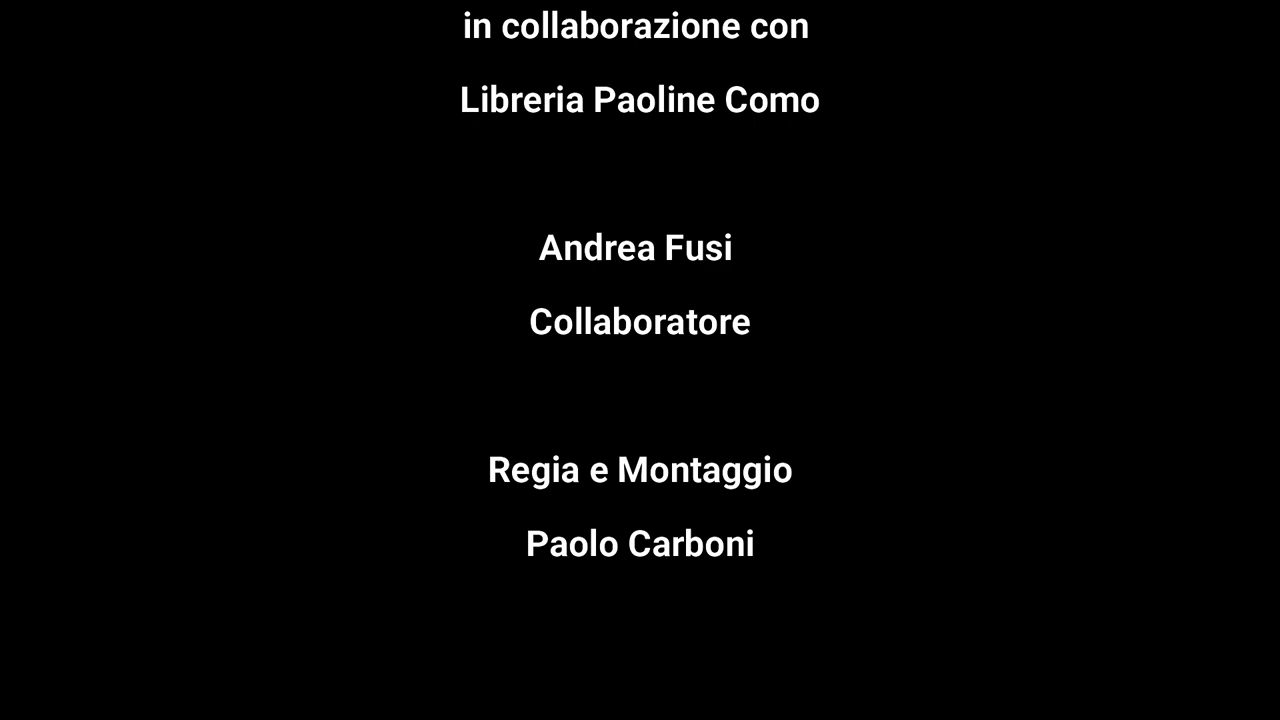 in collaborazione con
Libreria Paoline Como
Andrea Fusi
Collaboratore
Regia e Montaggio
Paolo Carboni